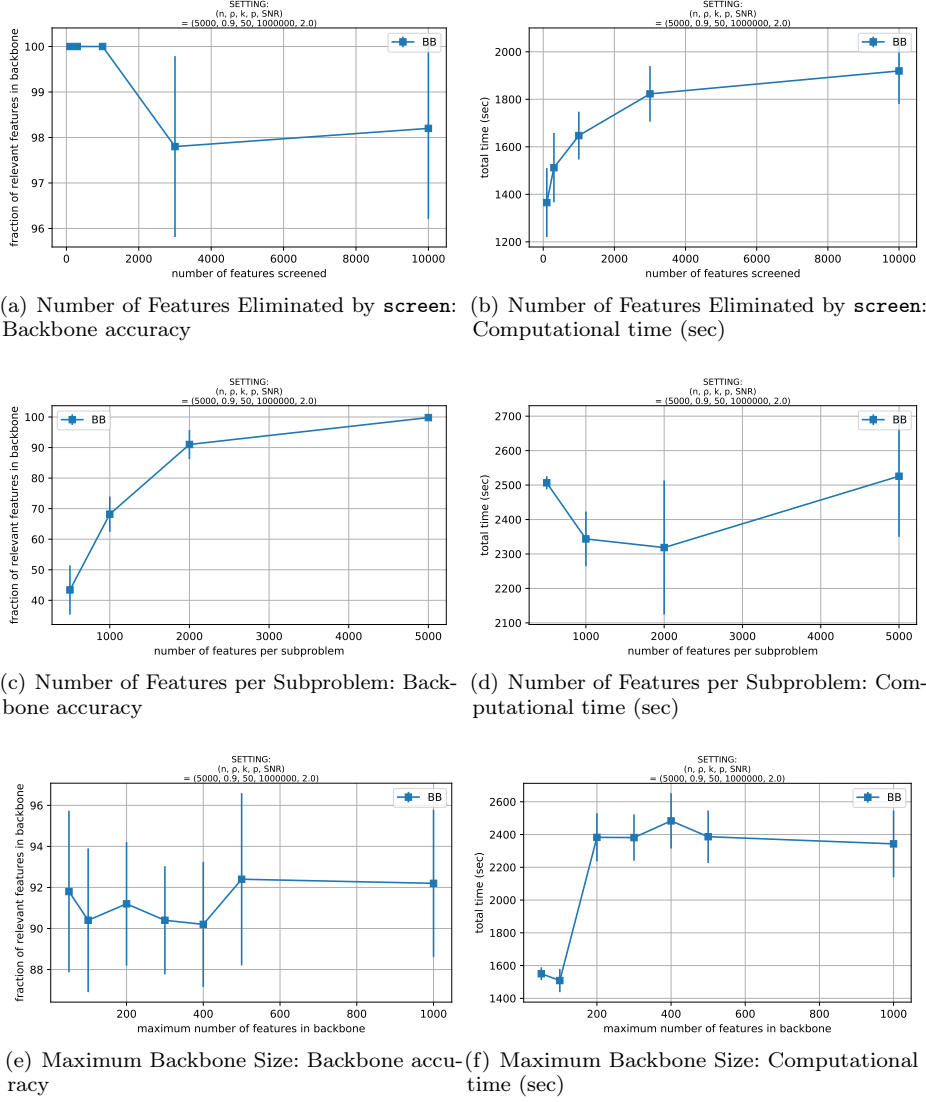 SETTING:
(n, ρ, k, p, SNR)
= (5000, 0.9, 50, 1000000, 2.0)
BB
fraction of relevant features in backbone
100
99
98
97
96
0 2000 4000 6000 8000 10000
number of features screened
(a) Number of Features Eliminated by screen:
Backbone accuracy
SETTING:
(n, ρ, k, p, SNR)
= (5000, 0.9, 50, 1000000, 2.0)
BB
total time (sec)
2000
1800
1600
1400
1200
0 2000 4000 6000 8000 10000
number of features screened
(b) Number of Features Eliminated by screen:
Computational time (sec)
SETTING:
(n, ρ, k, p, SNR)
= (5000, 0.9, 50, 1000000, 2.0)
BB
fraction of relevant features in backbone
100
90
80
70
60
50
40
1000 2000 3000 4000 5000
number of features per subproblem
(c) Number of Features per Subproblem: Back-
bone accuracy
SETTING:
(n, ρ, k, p, SNR)
= (5000, 0.9, 50, 1000000, 2.0)
BB
total time (sec)
2700
2600
2500
2400
2300
2200
2100
1000 2000 3000 4000 5000
number of features per subproblem
(d) Number of Features per Subproblem: Com-
putational time (sec)
SETTING:
(n, ρ, k, p, SNR)
= (5000, 0.9, 50, 1000000, 2.0)
BB
fraction of relevant features in backbone
96
94
92
90
88
200 400 600 800 1000
maximum number of features in backbone
(e) Maximum Backbone Size: Backbone accu-
racy
SETTING:
(n, ρ, k, p, SNR)
= (5000, 0.9, 50, 1000000, 2.0)
BB
total time (sec)
2600
2400
2200
2000
1800
1600
1400
200 400 600 800 1000
maximum number of features in backbone
(f) Maximum Backbone Size: Computational
time (sec)